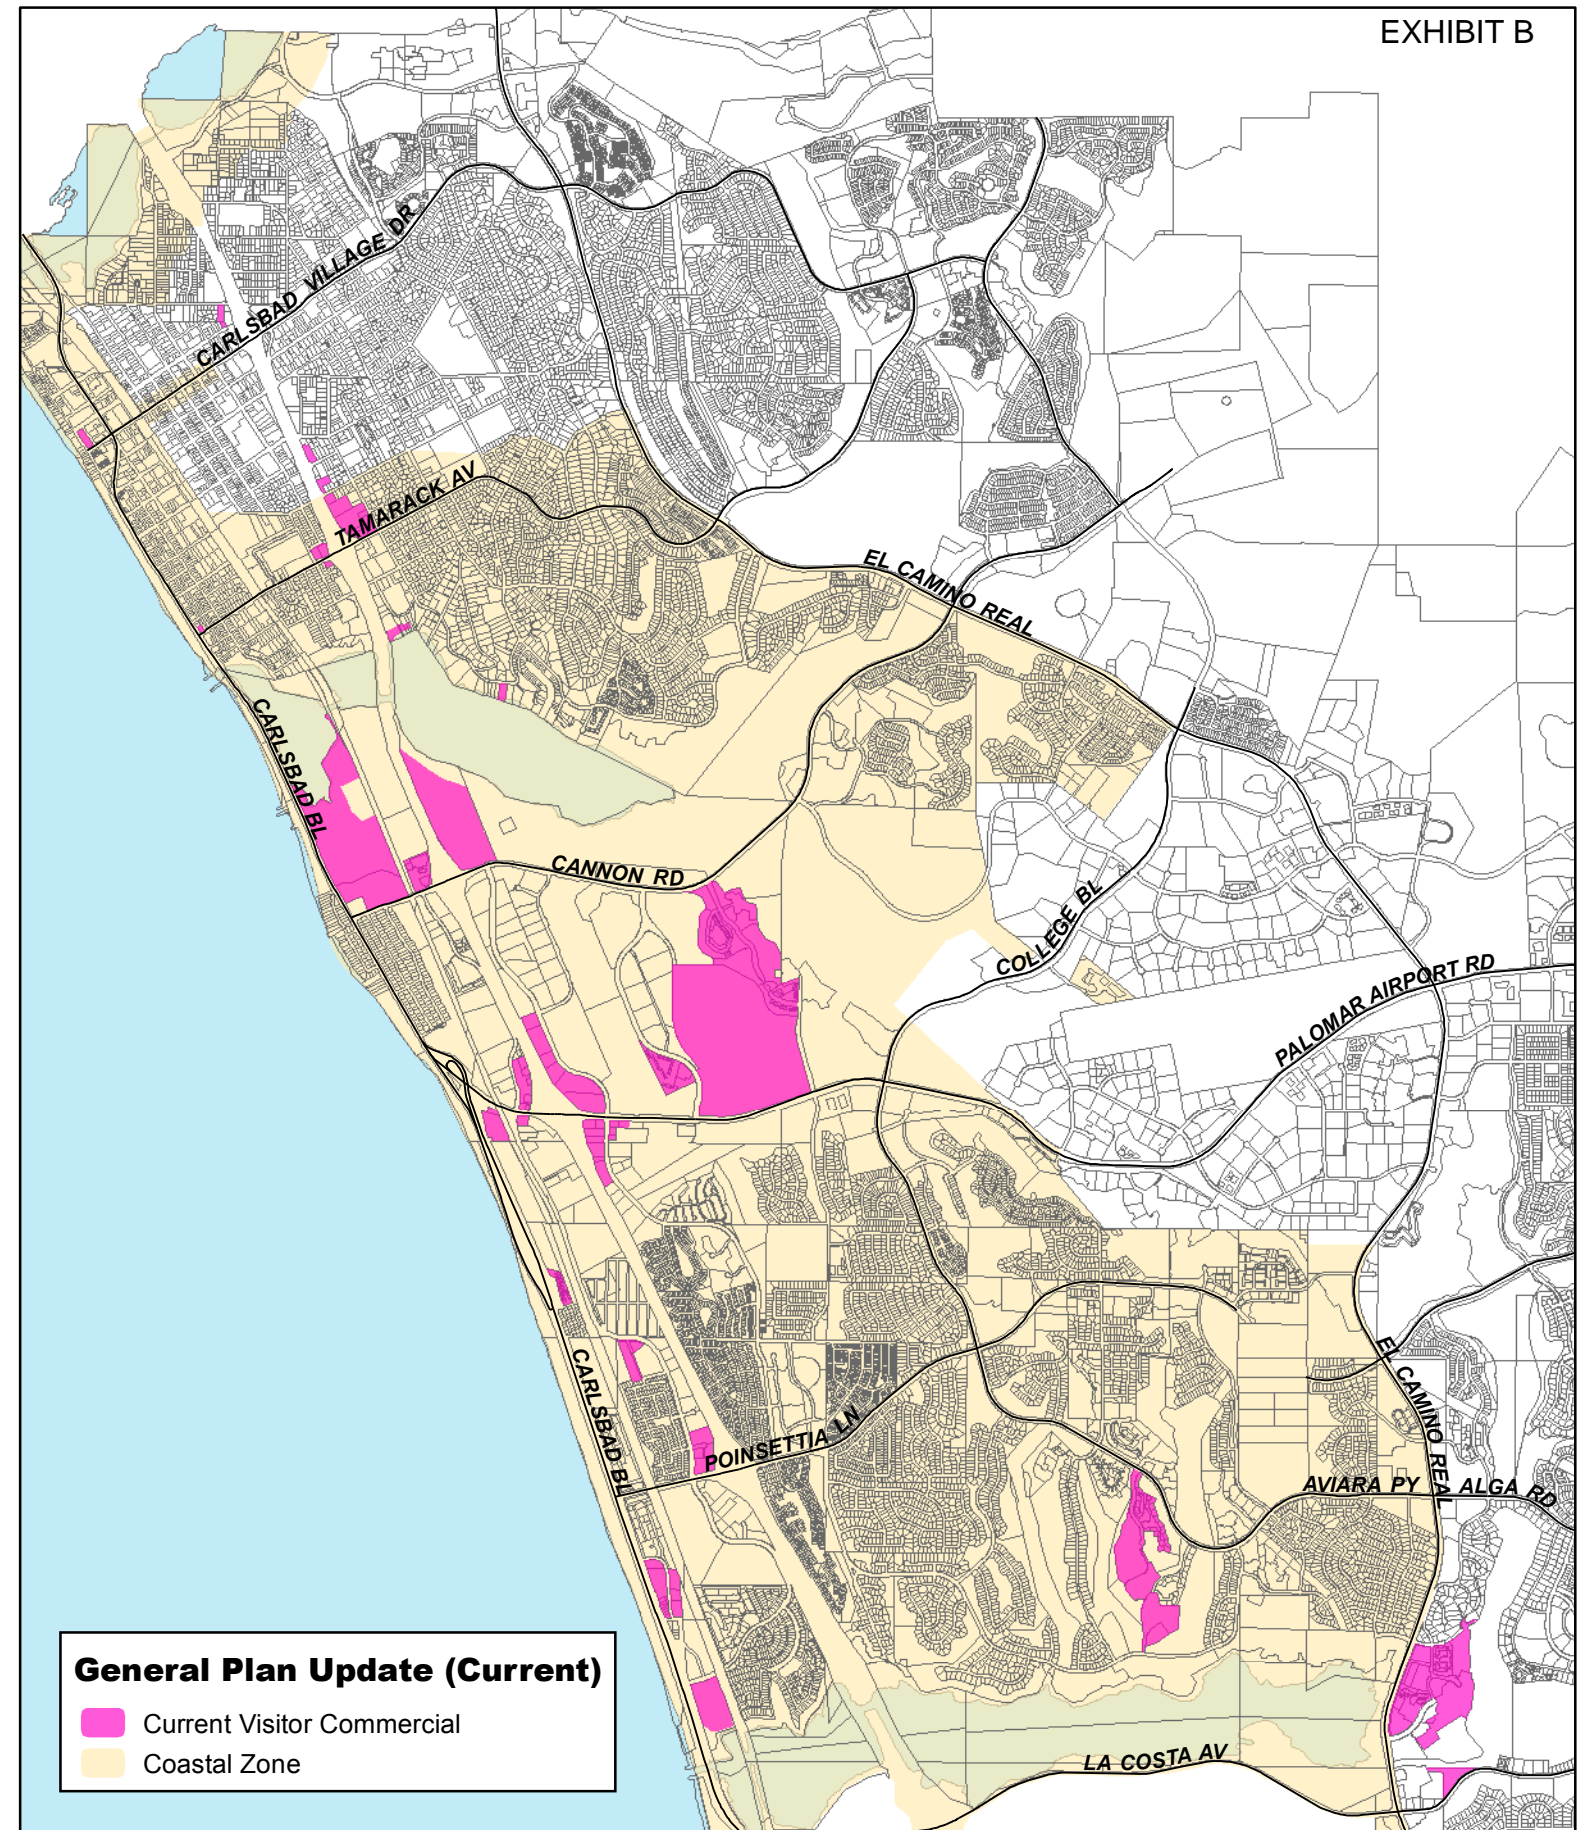 EXHIBIT B
CARLSBAD VILLAGE DR
TAMARACK AV
EL CAMINO REAL
CARLSBAD BL
CANNON RD
COLLEGE BL
PALOMAR AIRPORT RD
CARLSBAD BL
POINSETTIA LN
EL CAMINO REAL
AVIARA PY
ALGA RD
LA COSTA AV
General Plan Update (Current)
Current Visitor Commercial
Coastal Zone